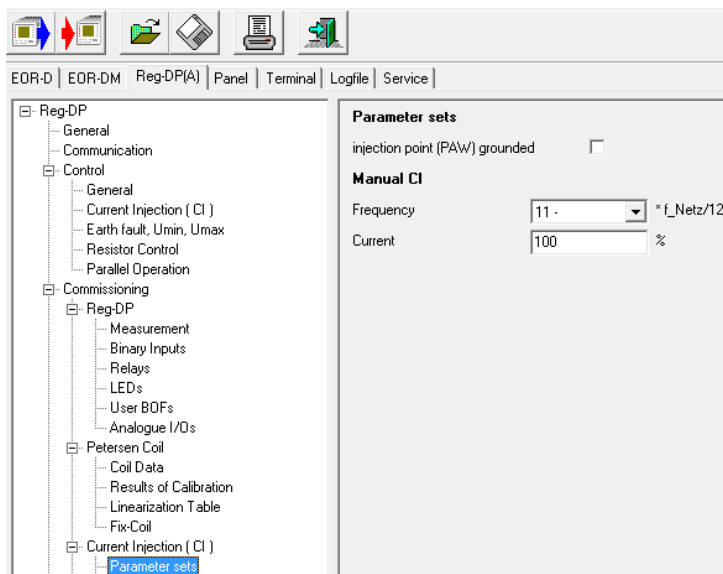 EOR-D EOR-DM Reg-DP(A) Panel Terminal Logfile Service
Reg-DP
General
Communication
Control
General
Current Injection ( CI )
Earth fault, Umin, Umax
Resistor Control
Parallel Operation
Commissioning
Reg-DP
Measurement
Binary Inputs
Relays
LEDs
User BOFs
Analogue I/Os
Petersen Coil
Coil Data
Results of Calibration
Linearization Table
Fix-Coil
Current Injection ( CI )
Parameter sets
Parameter sets
injection point (PAW) grounded
Manual CI
Frequency 11 - * f_Netz/12
Current 100 %